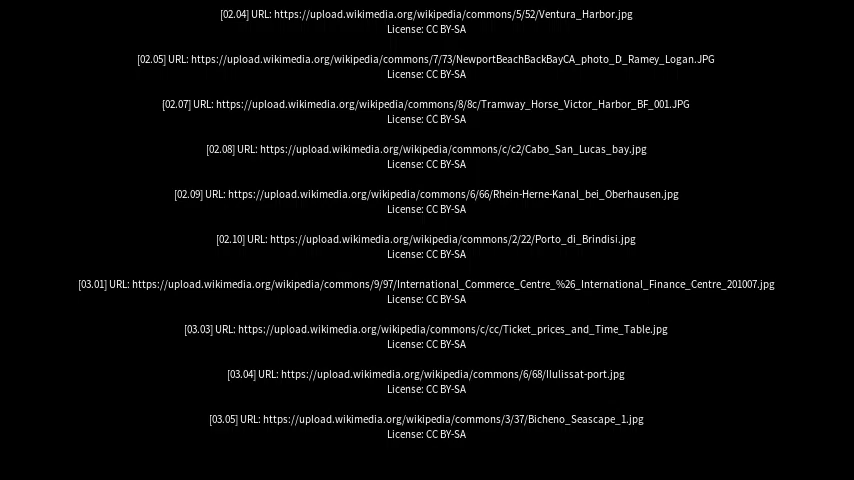 [02.04] URL: https://upload.wikimedia.org/wikipedia/commons/5/52/Ventura_Harbor.jpg
License: CC BY-SA
[02.05] URL: https://upload.wikimedia.org/wikipedia/commons/7/73/NewportBeachBackBayCA_photo_D_Ramey_Logan.JPG
License: CC BY-SA
[02.07] URL: https://upload.wikimedia.org/wikipedia/commons/8/8c/Tramway_Horse_Victor_Harbor_BF_001.JPG
License: CC BY-SA
[02.08] URL: https://upload.wikimedia.org/wikipedia/commons/c/c2/Cabo_San_Lucas_bay.jpg
License: CC BY-SA
[02.09] URL: https://upload.wikimedia.org/wikipedia/commons/6/66/Rhein-Herne-Kanal_bei_Oberhausen.jpg
License: CC BY-SA
[02.10] URL: https://upload.wikimedia.org/wikipedia/commons/2/22/Porto_di_Brindisi.jpg
License: CC BY-SA
[03.01] URL: https://upload.wikimedia.org/wikipedia/commons/9/97/International_Commerce_Centre_%26_International_Finance_Centre_201007.jpg
License: CC BY-SA
[03.03] URL: https://upload.wikimedia.org/wikipedia/commons/c/cc/Ticket_prices_and_Time_Table.jpg
License: CC BY-SA
[03.04] URL: https://upload.wikimedia.org/wikipedia/commons/6/68/Ilulissat-port.jpg
License: CC BY-SA
[03.05] URL: https://upload.wikimedia.org/wikipedia/commons/3/37/Bicheno_Seascape_1.jpg
License: CC BY-SA